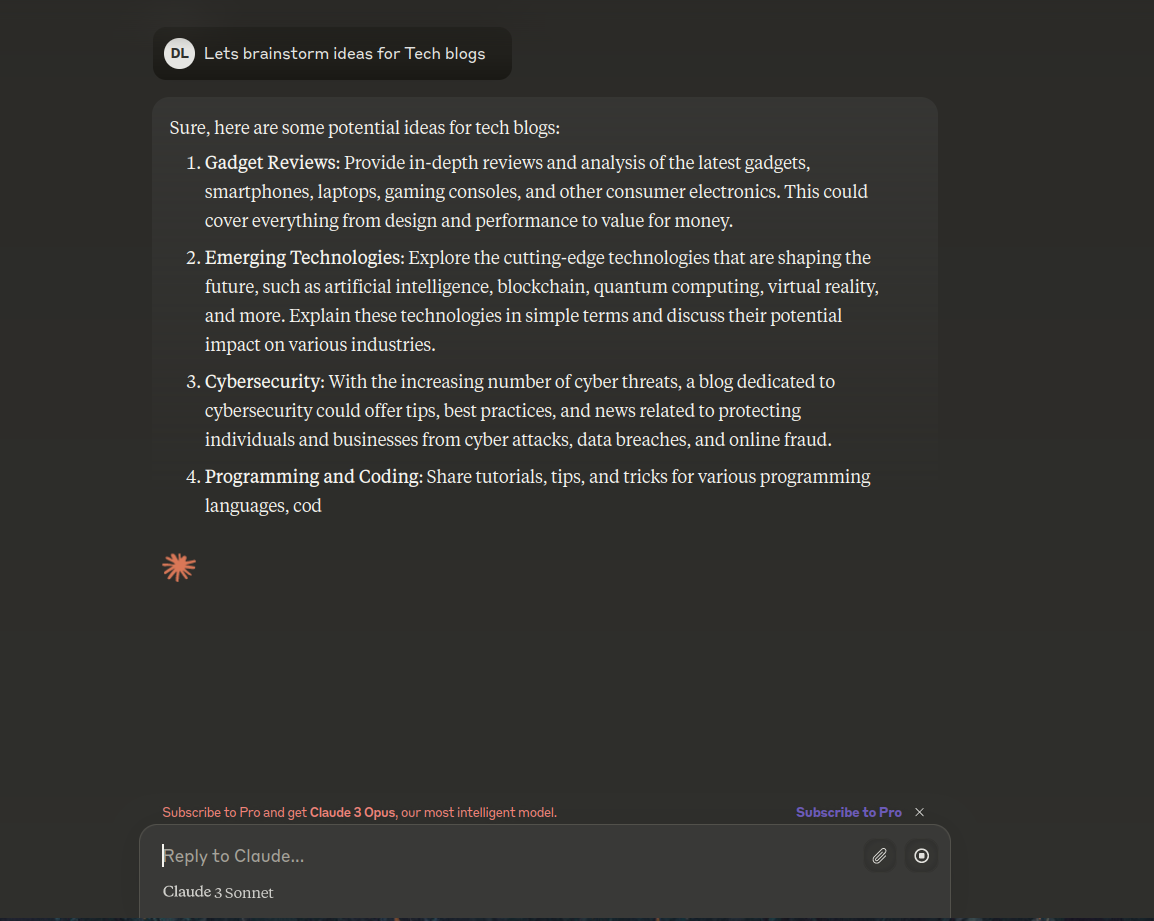 DL Lets brainstorm ideas for Tech blogs
Sure, here are some potential ideas for tech blogs:
1. Gadget Reviews: Provide in-depth reviews and analysis of the latest gadgets,
smartphones, laptops, gaming consoles, and other consumer electronics. This could
cover everything from design and performance to value for money.
2. Emerging Technologies: Explore the cutting-edge technologies that are shaping the
future, such as artificial intelligence, blockchain, quantum computing, virtual reality,
and more. Explain these technologies in simple terms and discuss their potential
impact on various industries.
3. Cybersecurity: With the increasing number of cyber threats, a blog dedicated to
cybersecurity could offer tips, best practices, and news related to protecting
individuals and businesses from cyber attacks, data breaches, and online fraud.
4. Programming and Coding: Share tutorials, tips, and tricks for various programming
languages, cod
Subscribe to Pro and get Claude 3 Opus, our most intelligent model. Subscribe to Pro
Reply to Claude...
Claude 3 Sonnet